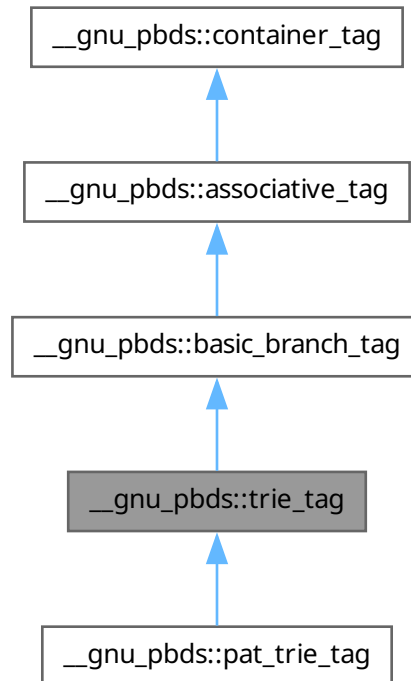 __gnu_pbds::container_tag
__gnu_pbds::associative_tag
__gnu_pbds::basic_branch_tag
__gnu_pbds::trie_tag
__gnu_pbds::pat_trie_tag